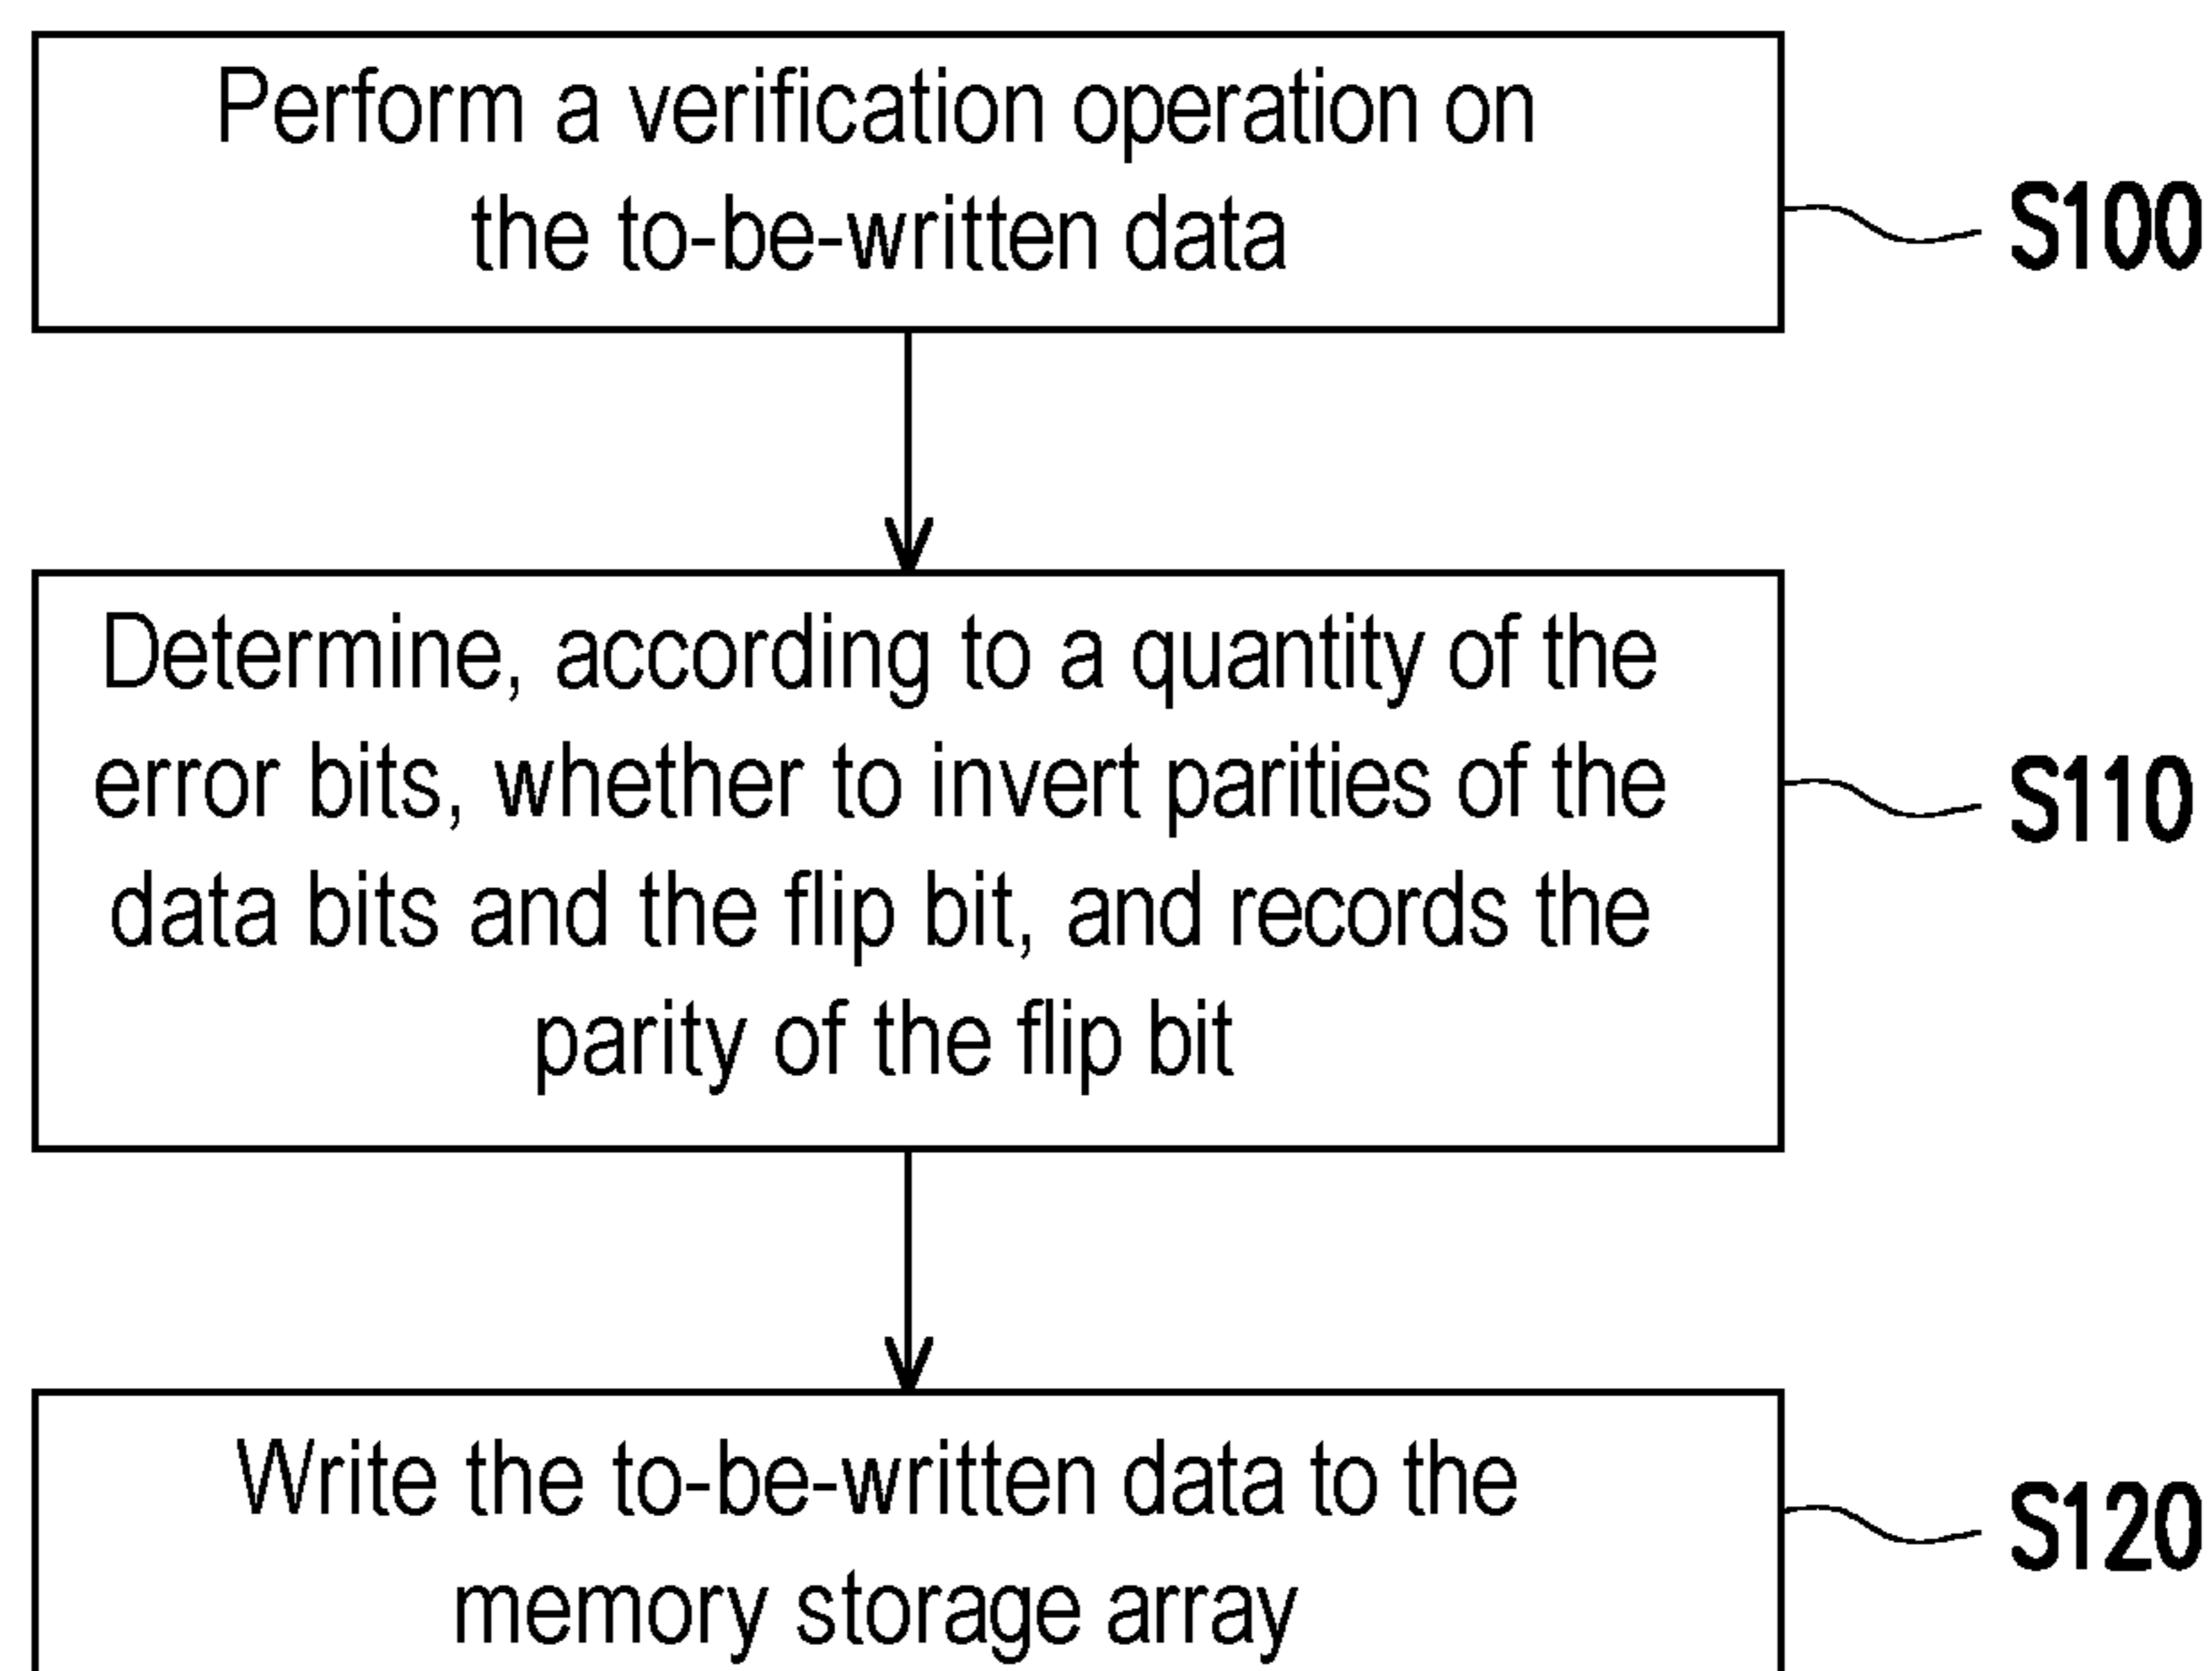 Perform a verification operation on
the to-be-written data
S100
Determine, according to a quantity of the
error bits, whether to invert parities of the
data bits and the flip bit, and records the
parity of the flip bit
S110
Write the to-be-written data to the
memory storage array
S120